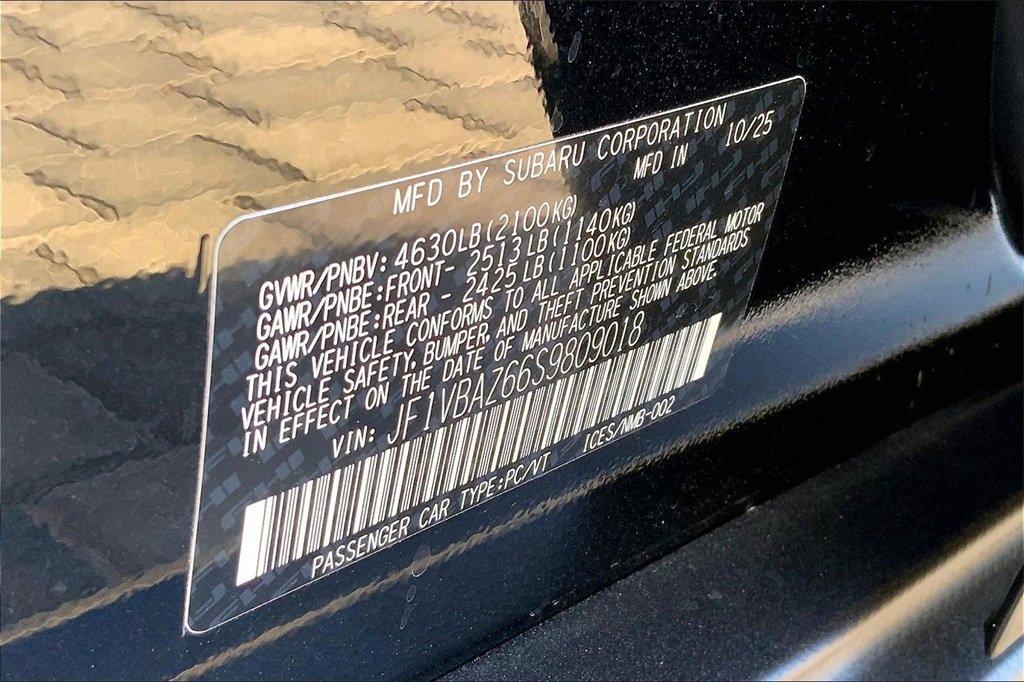 MFD BY SUBARU CORPORATION
MFD IN 10/25
GVWR/PNBV: 4630LB(2100KG)
GAWR/PNBE:FRONT- 2513LB(1140KG)
GAWR/PNBE:REAR - 2425LB(1100KG)
THIS VEHICLE CONFORMS TO ALL APPLICABLE FEDERAL MOTOR
VEHICLE SAFETY, BUMPER, AND THEFT PREVENTION STANDARDS
IN EFFECT ON THE DATE OF MANUFACTURE SHOWN ABOVE.
VIN: JF1VBAZ66S9809018
PASSENGER CAR TYPE:PC/VT ICES/NMB-002